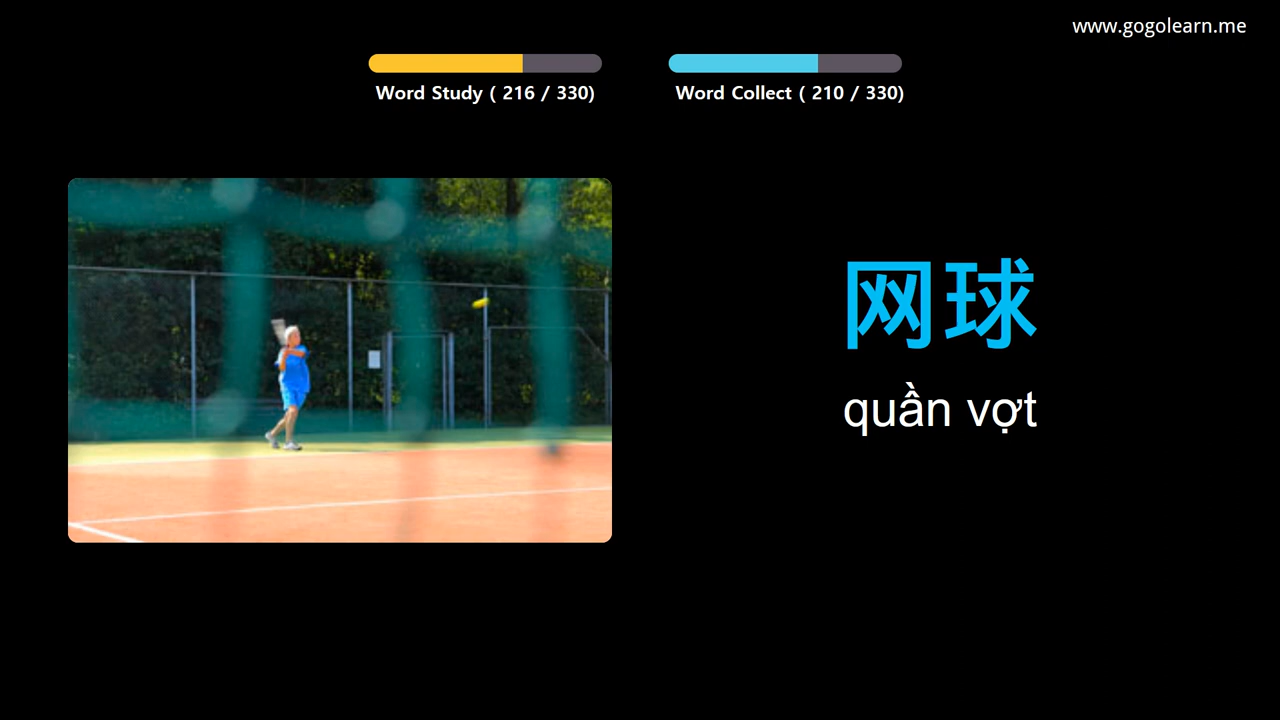 www.gogolearn.me
Word Study ( 216 / 330)
Word Collect ( 210 / 330)
网球
quần vợt